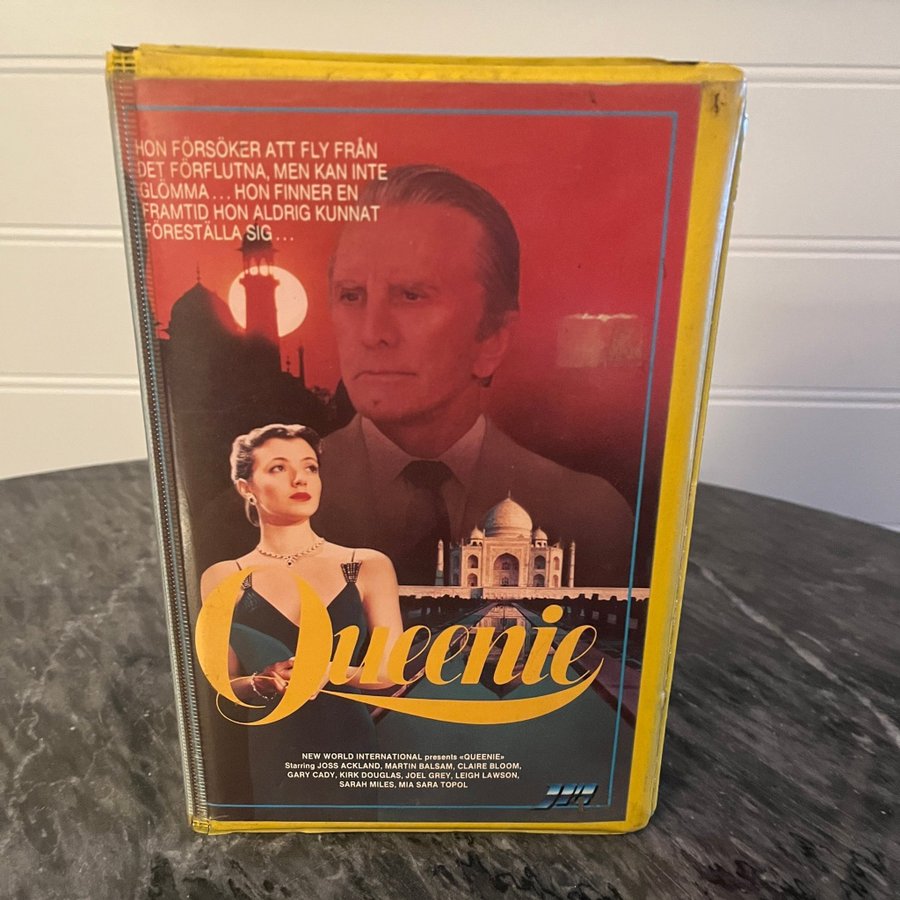 HON FÖRSÖKER ATT FLY FRÅN
DET FÖRFLUTNA, MEN KAN INTE
GLÖMMA... HON FINNER EN
FRAMTID HON ALDRIG KUNNAT
FÖRESTÄLLA SIG...
Queenie
NEW WORLD INTERNATIONAL presents «QUEENIE»
Starring JOSS ACKLAND, MARTIN BALSAM, CLAIRE BLOOM,
GARY CADY, KIRK DOUGLAS, JOEL GREY, LEIGH LAWSON,
SARAH MILES, MIA SARA TOPOL